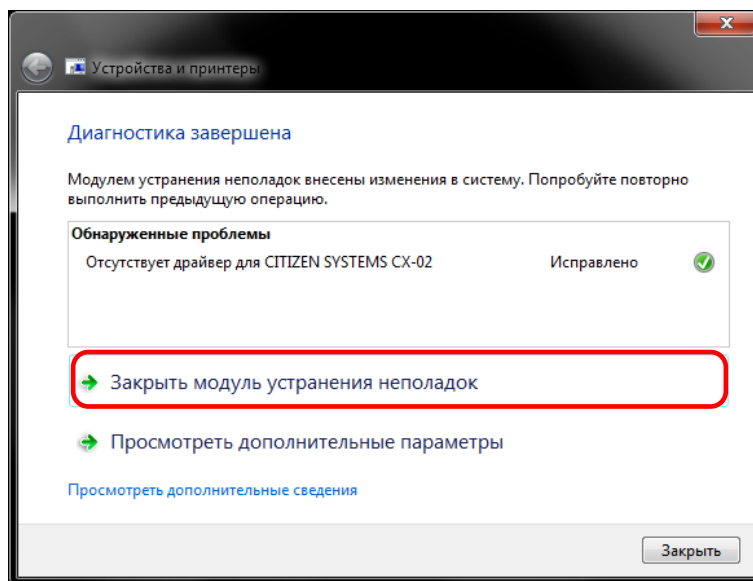 Устройства и принтеры
Диагностика завершена
Модулем устранения неполадок внесены изменения в систему. Попробуйте повторно
выполнить предыдущую операцию.
Обнаруженные проблемы
Отсутствует драйвер для CITIZEN SYSTEMS CX-02 Исправлено
Закрыть модуль устранения неполадок
Просмотреть дополнительные параметры
Просмотреть дополнительные сведения
Закрыть